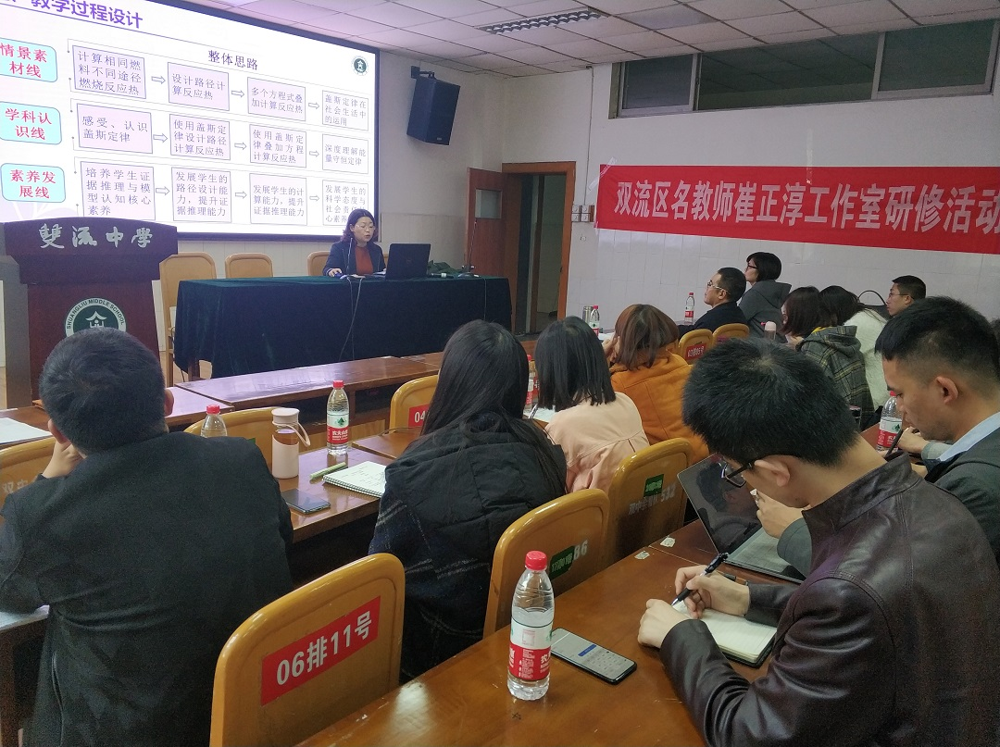 教学过程设计
整体思路
情景素
材线
计算相同燃
料不同途径
燃烧反应热
设计路径计
算反应热
多个方程式叠
加计算反应热
盖斯定律在
社会生活中
的运用
学科认
识线
感受、认识
盖斯定律
使用盖斯定
律设计路径
计算反应热
使用盖斯定
律叠加方程
计算反应热
深度理解能
量守恒定律
素养发
展线
培养学生证
据推理与模
型认知核心
素养
发展学生的
路径设计能
力，提升证
据推理能力
发展学生的计
算能力，提升
证据推理能力
发展学生的
科学态度与
社会责
心素
双流区名教师崔正淳工作室研修活动
雙流中學
SHUANGLIU MIDDLE SCHOOL
04
双中
532
B6
06排11号